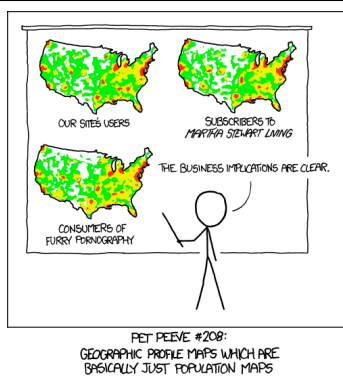 OUR SITE'S USERS
SUBSCRIBERS TO
MARTHA STEWART LIVING
CONSUMERS OF
FURRY PORNOGRAPHY
THE BUSINESS IMPLICATIONS ARE CLEAR.
PET PEEVE #208:
GEOGRAPHIC PROFILE MAPS WHICH ARE
BASICALLY JUST POPULATION MAPS